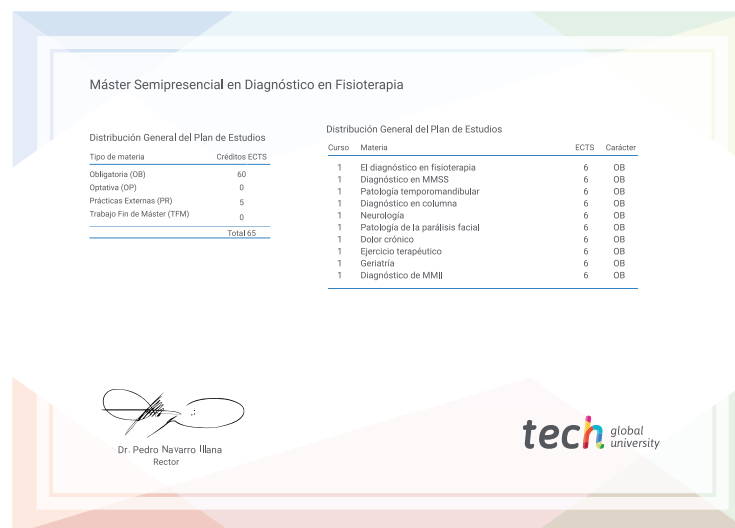 Máster Semipresencial en Diagnóstico en Fisioterapia
Distribución General del Plan de Estudios
Tipo de materia Créditos ECTS
Obligatoria (OB) 60
Optativa (OP) 0
Prácticas Externas (PR) 5
Trabajo Fin de Máster (TFM) 0
Total 65
Distribución General del Plan de Estudios
Curso Materia ECTS Carácter
1 El diagnóstico en fisioterapia 6 OB
1 Diagnóstico en MMSS 6 OB
1 Patología temporomandibular 6 OB
1 Diagnóstico en columna 6 OB
1 Neurología 6 OB
1 Patología de la parálisis facial 6 OB
1 Dolor crónico 6 OB
1 Ejercicio terapéutico 6 OB
1 Geriatría 6 OB
1 Diagnóstico de MMII 6 OB
Dr. Pedro Navarro Illana
Rector
tech global university